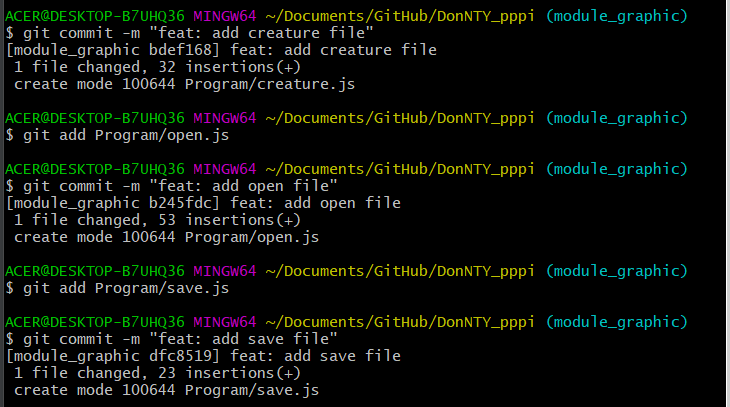 ACER@DESKTOP-B7UHQ36 MINGW64 ~/Documents/GitHub/DonNTY_pppi (module_graphic)
$ git commit -m "feat: add creature file"
[module_graphic bdef168] feat: add creature file
 1 file changed, 32 insertions(+)
 create mode 100644 Program/creature.js

ACER@DESKTOP-B7UHQ36 MINGW64 ~/Documents/GitHub/DonNTY_pppi (module_graphic)
$ git add Program/open.js

ACER@DESKTOP-B7UHQ36 MINGW64 ~/Documents/GitHub/DonNTY_pppi (module_graphic)
$ git commit -m "feat: add open file"
[module_graphic b245fdc] feat: add open file
 1 file changed, 53 insertions(+)
 create mode 100644 Program/open.js

ACER@DESKTOP-B7UHQ36 MINGW64 ~/Documents/GitHub/DonNTY_pppi (module_graphic)
$ git add Program/save.js

ACER@DESKTOP-B7UHQ36 MINGW64 ~/Documents/GitHub/DonNTY_pppi (module_graphic)
$ git commit -m "feat: add save file"
[module_graphic dfc8519] feat: add save file
 1 file changed, 23 insertions(+)
 create mode 100644 Program/save.js